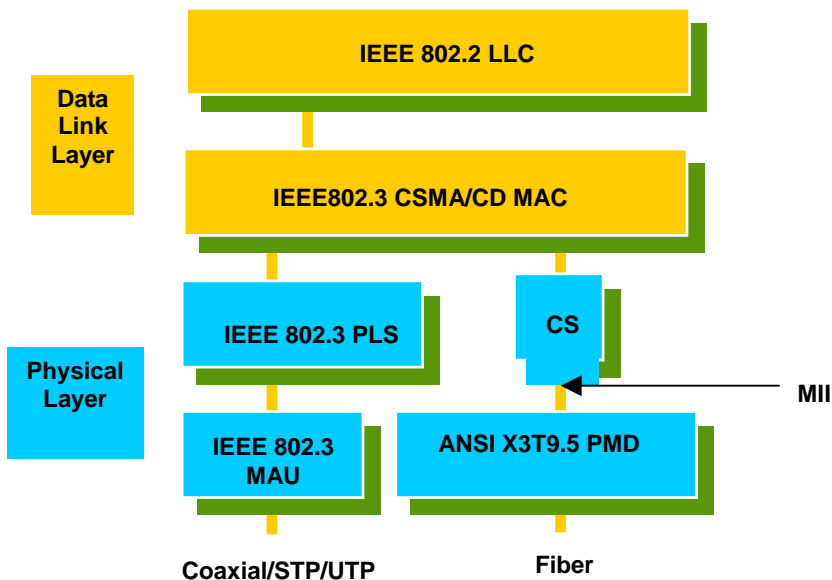 IEEE 802.2 LLC
Data
Link
Layer
IEEE802.3 CSMA/CD MAC
IEEE 802.3 PLS
CS
Physical
Layer
MII
IEEE 802.3
MAU
ANSI X3T9.5 PMD
Coaxial/STP/UTP
Fiber